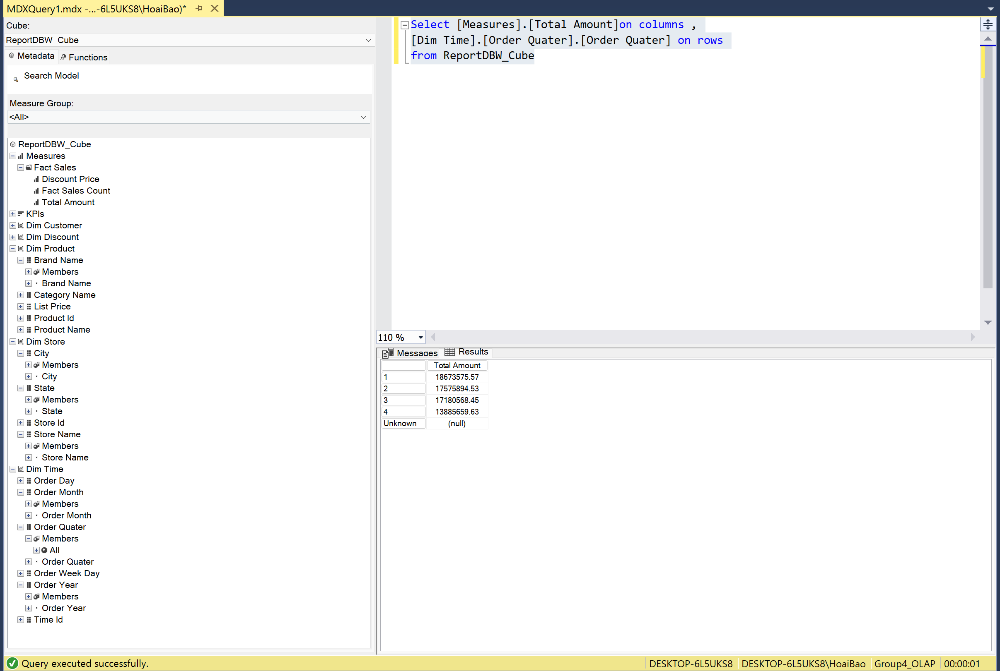 MDXQuery1.mdx -...-6L5UKS8\HoaiBao)*
Cube:
ReportDBW_Cube
Metadata
Functions
Search Model
Measure Group:
<All>
ReportDBW_Cube
Measures
Fact Sales
Discount Price
Fact Sales Count
Total Amount
KPIs
Dim Customer
Dim Discount
Dim Product
Brand Name
Members
Brand Name
Category Name
List Price
Product Id
Product Name
Dim Store
City
Members
City
State
Members
State
Store Id
Store Name
Members
Store Name
Dim Time
Order Day
Order Month
Members
Order Month
Order Quater
Members
All
Order Quater
Order Week Day
Order Year
Members
Order Year
Time Id
Select [Measures].[Total Amount]on columns ,
[Dim Time].[Order Quater].[Order Quater] on rows
from ReportDBW_Cube
110 %
Messages
Results
Total Amount
1 18673575.57
2 17575894.53
3 17180568.45
4 13885659.63
Unknown (null)
Query executed successfully.
DESKTOP-6L5UKS8
DESKTOP-6L5UKS8\HoaiBao
Group4_OLAP
00:00:01